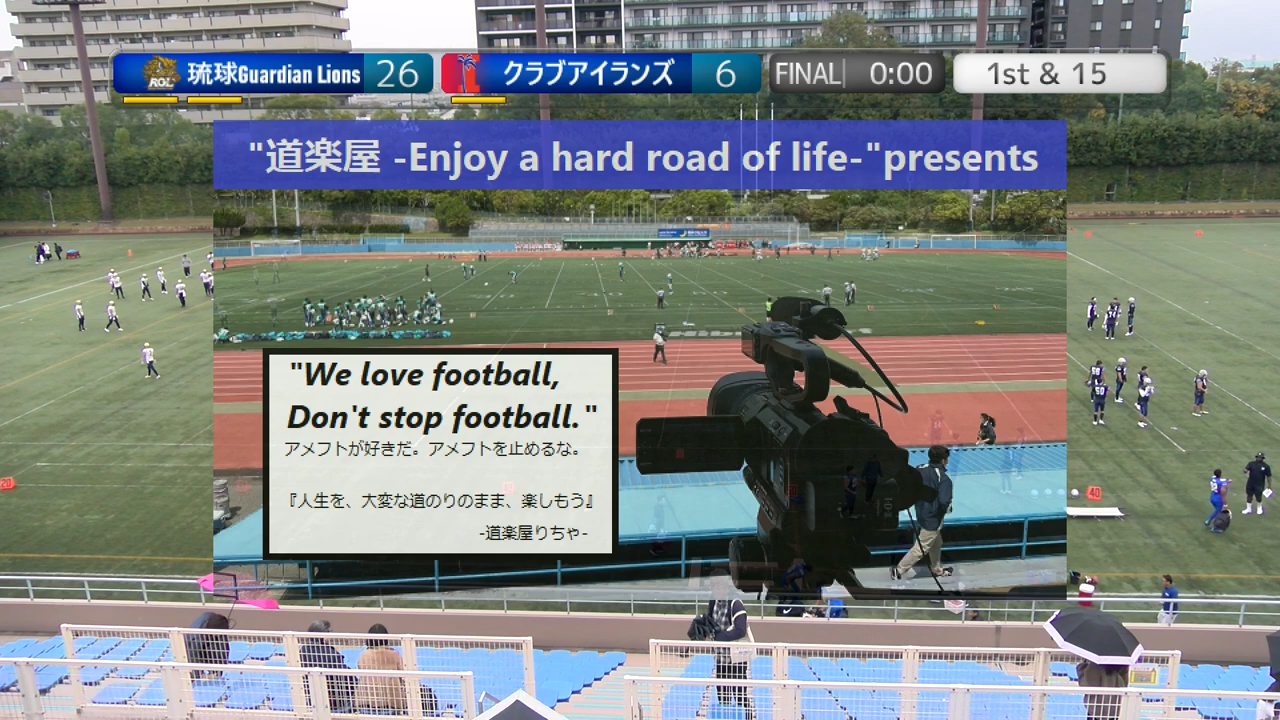 ROL 琉球Guardian Lions 26 クラブアイランズ 6 FINAL 0:00 1st & 15
"道楽屋 -Enjoy a hard road of life-"presents
"We love football,
Don't stop football."
アメフトが好きだ。アメフトを止めるな。
『人生を、大変な道のりのまま、楽しもう』
-道楽屋りちゃ-
20
40